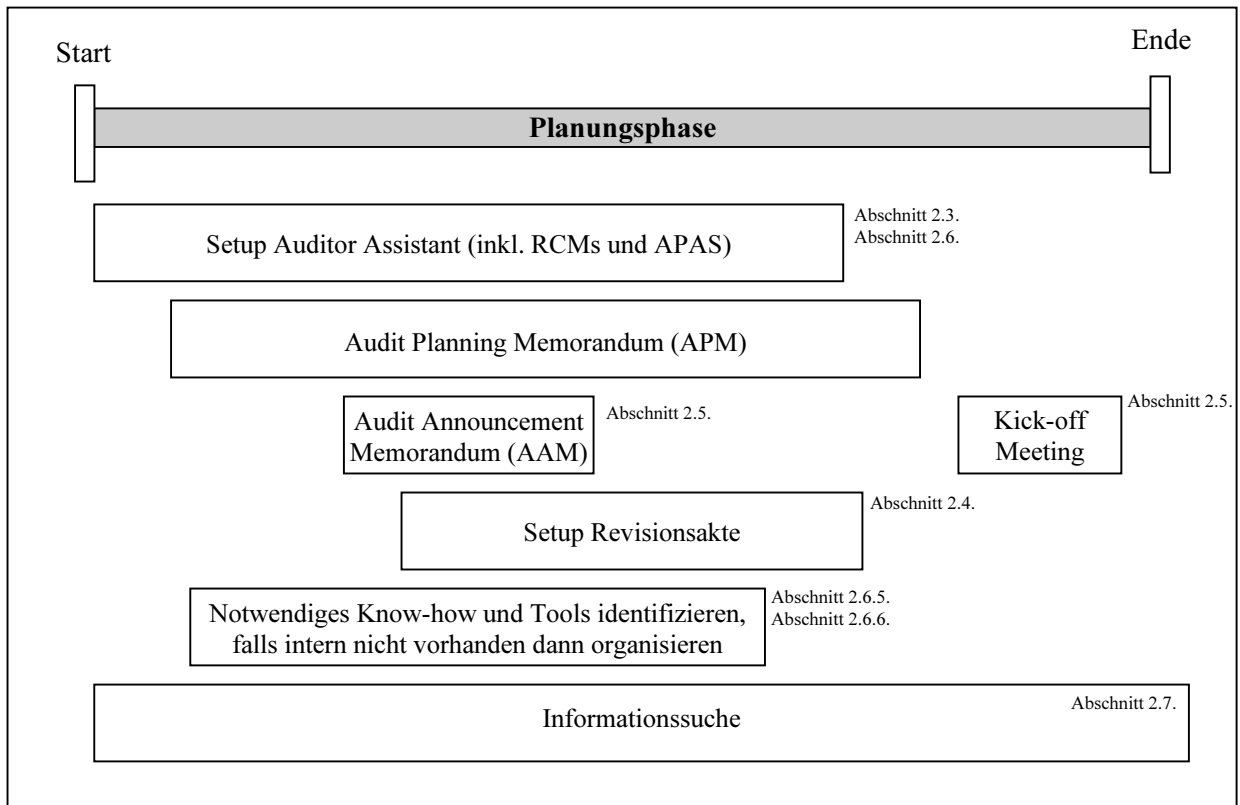 Start
Ende
Planungsphase
Setup Auditor Assistant (inkl. RCMs und APAS)
Abschnitt 2.3.
Abschnitt 2.6.
Audit Planning Memorandum (APM)
Audit Announcement
Memorandum (AAM)
Abschnitt 2.5.
Kick-off
Meeting
Abschnitt 2.5.
Setup Revisionsakte
Abschnitt 2.4.
Notwendiges Know-how und Tools identifizieren,
falls intern nicht vorhanden dann organisieren
Abschnitt 2.6.5.
Abschnitt 2.6.6.
Informationssuche
Abschnitt 2.7.